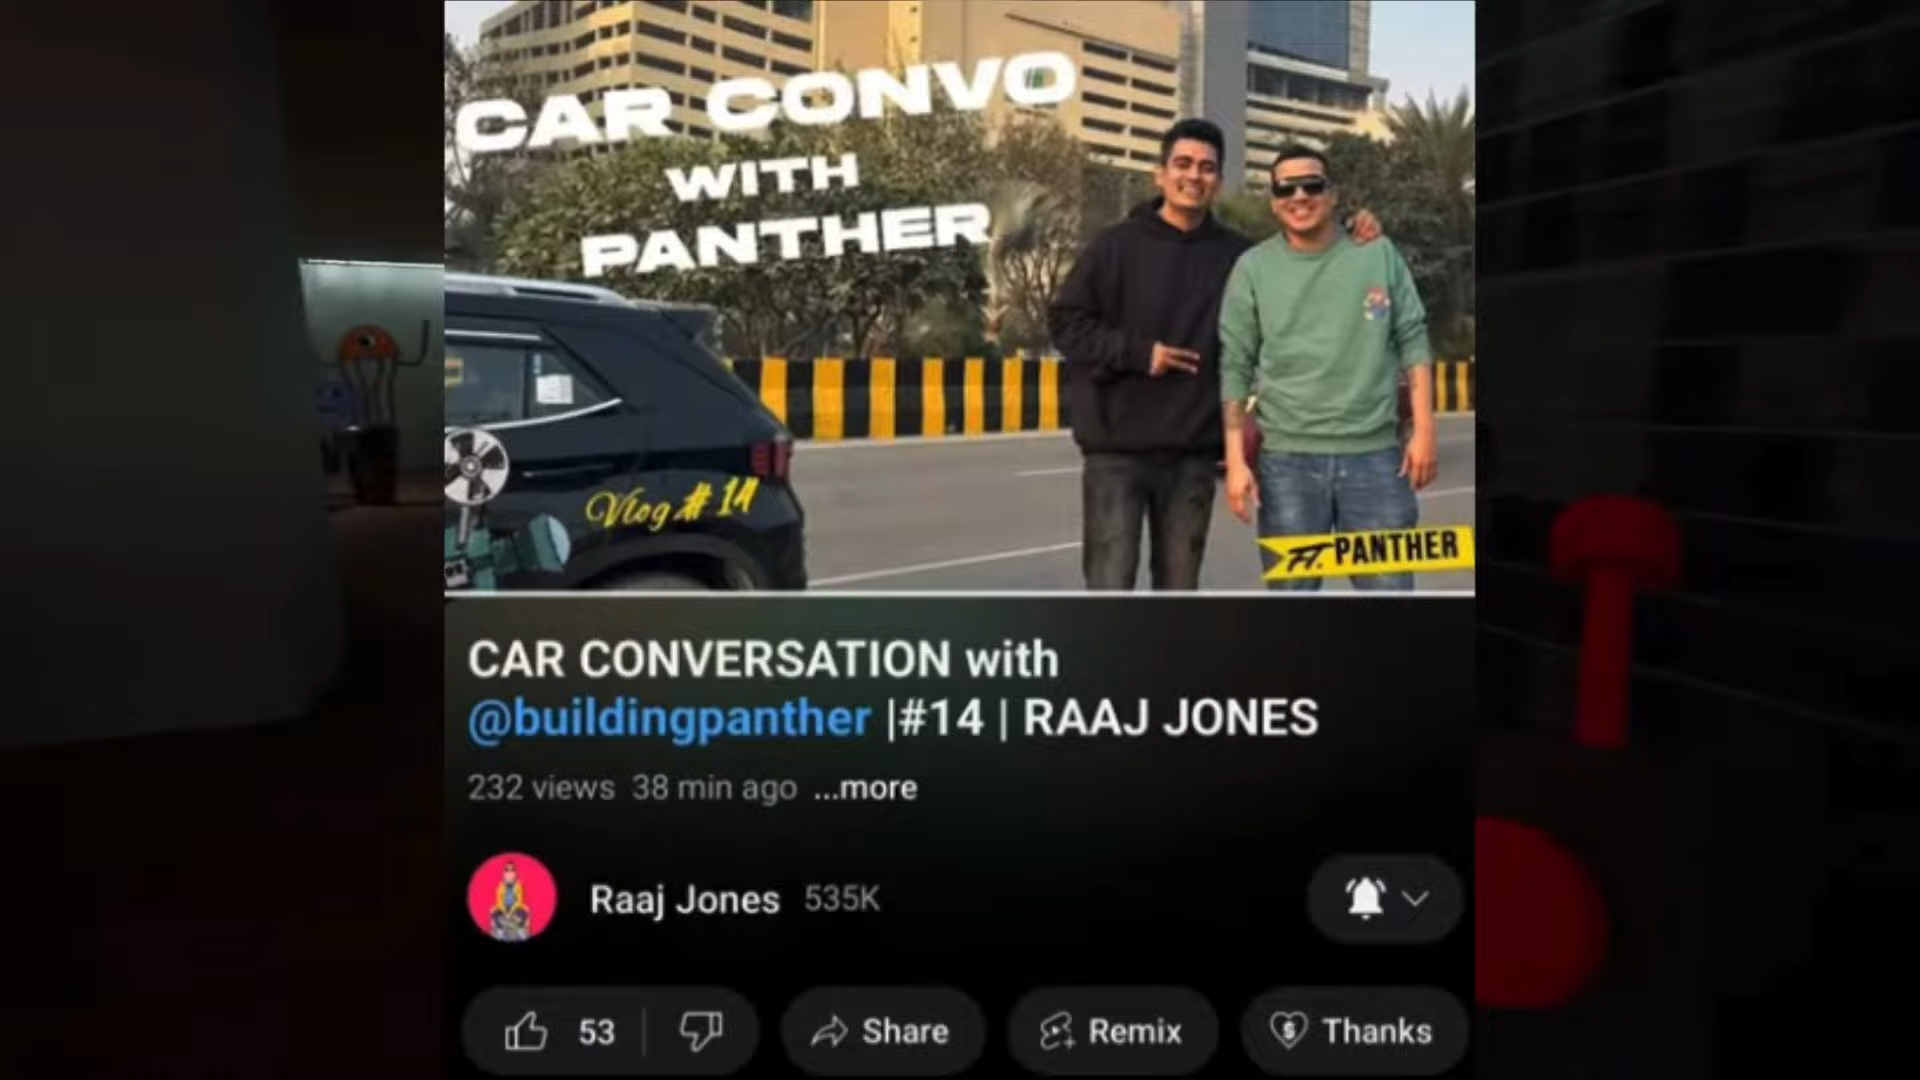 CAR CONVO
WITH
PANTHER
Vlog # 14
FT. PANTHER
CAR CONVERSATION with
@buildingpanther |#14 | RAAJ JONES
232 views 38 min ago ...more
Raaj Jones 535K
53 Share Remix Thanks